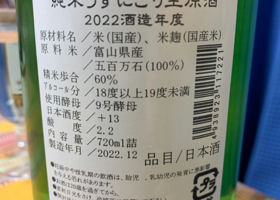 純米うすにごり生原酒
2022酒造年度
原材料名／米(国産米)、米麹(国産米)
原料米／富山県産
五百万石(100%)
精米歩合／60%
アルコール分／18度以上19度未満
使用酵母／9号酵母
日本酒度／+13
酸度／2.2
内容量／720ml詰
製造年月／2022.12
品目/日本酒
4938923117221